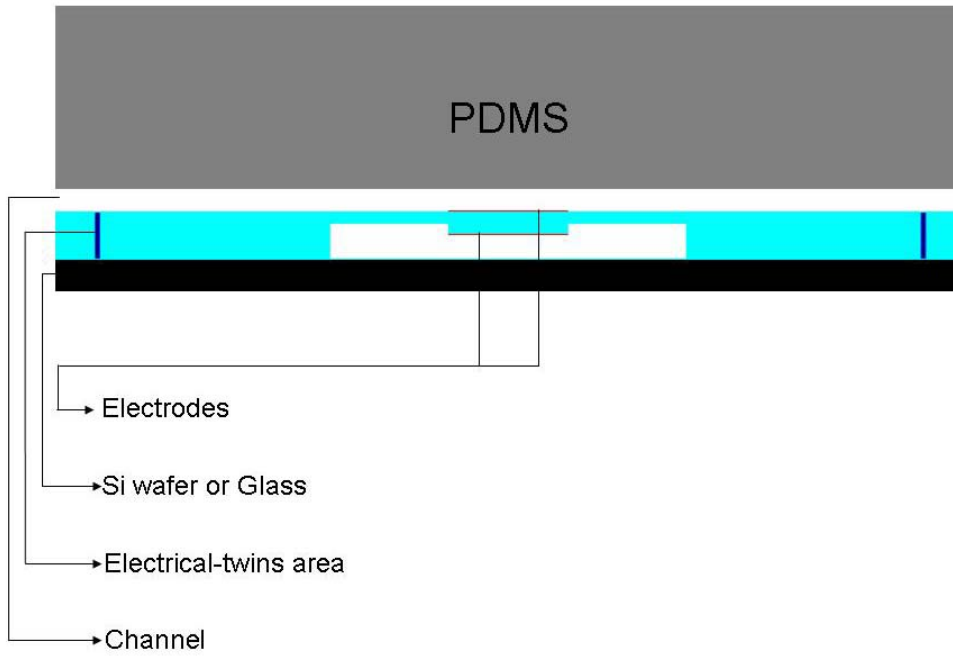 PDMS
Electrodes
Si wafer or Glass
Electrical-twins area
Channel